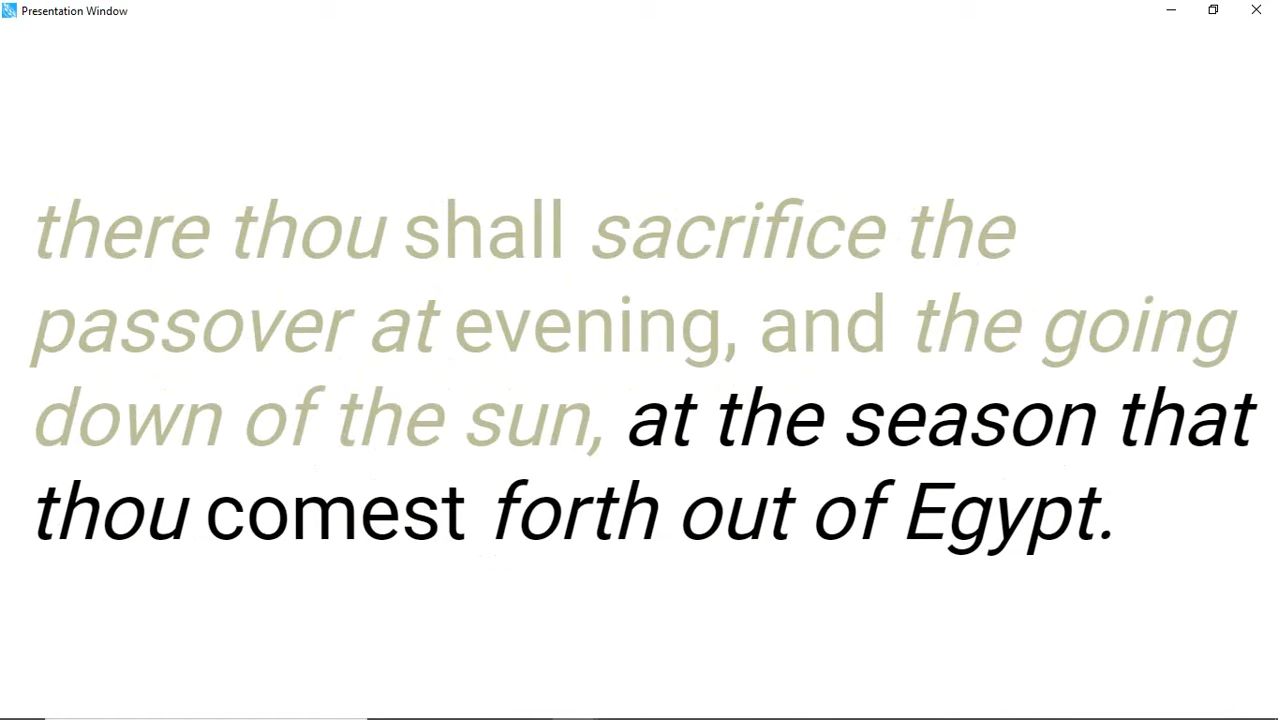 Presentation Window
there thou shall sacrifice the
passover at evening, and the going
down of the sun, at the season that
thou comest forth out of Egypt.